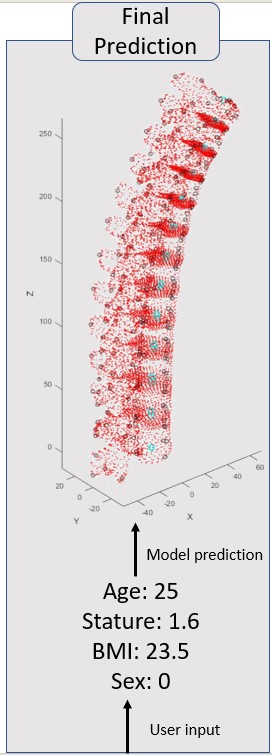 Final
Prediction
250
200
150
100
50
0
Z
20
0
-20
Y
-40
-20
0
20
40
60
X
Model prediction
Age: 25
Stature: 1.6
BMI: 23.5
Sex: 0
User input